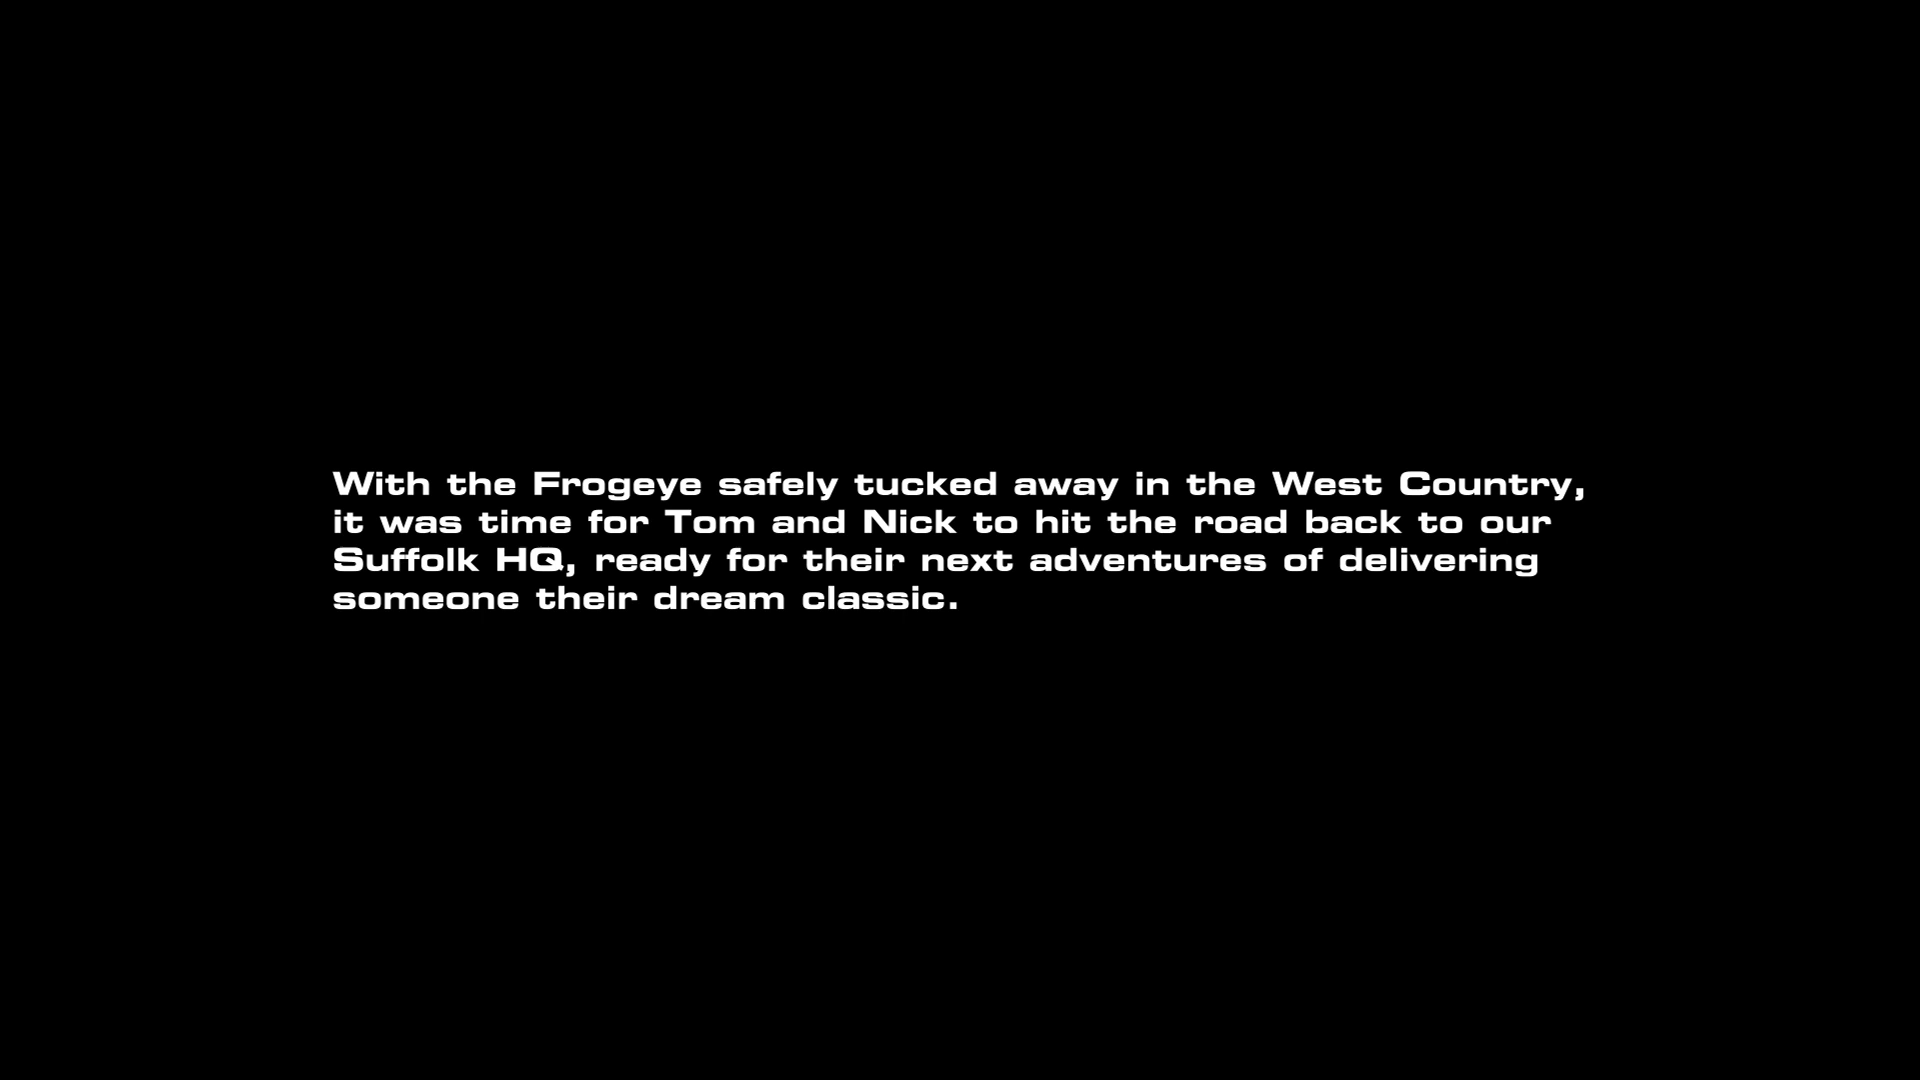 With the Frogeye safely tucked away in the West Country,
it was time for Tom and Nick to hit the road back to our
Suffolk HQ, ready for their next adventures of delivering
someone their dream classic.